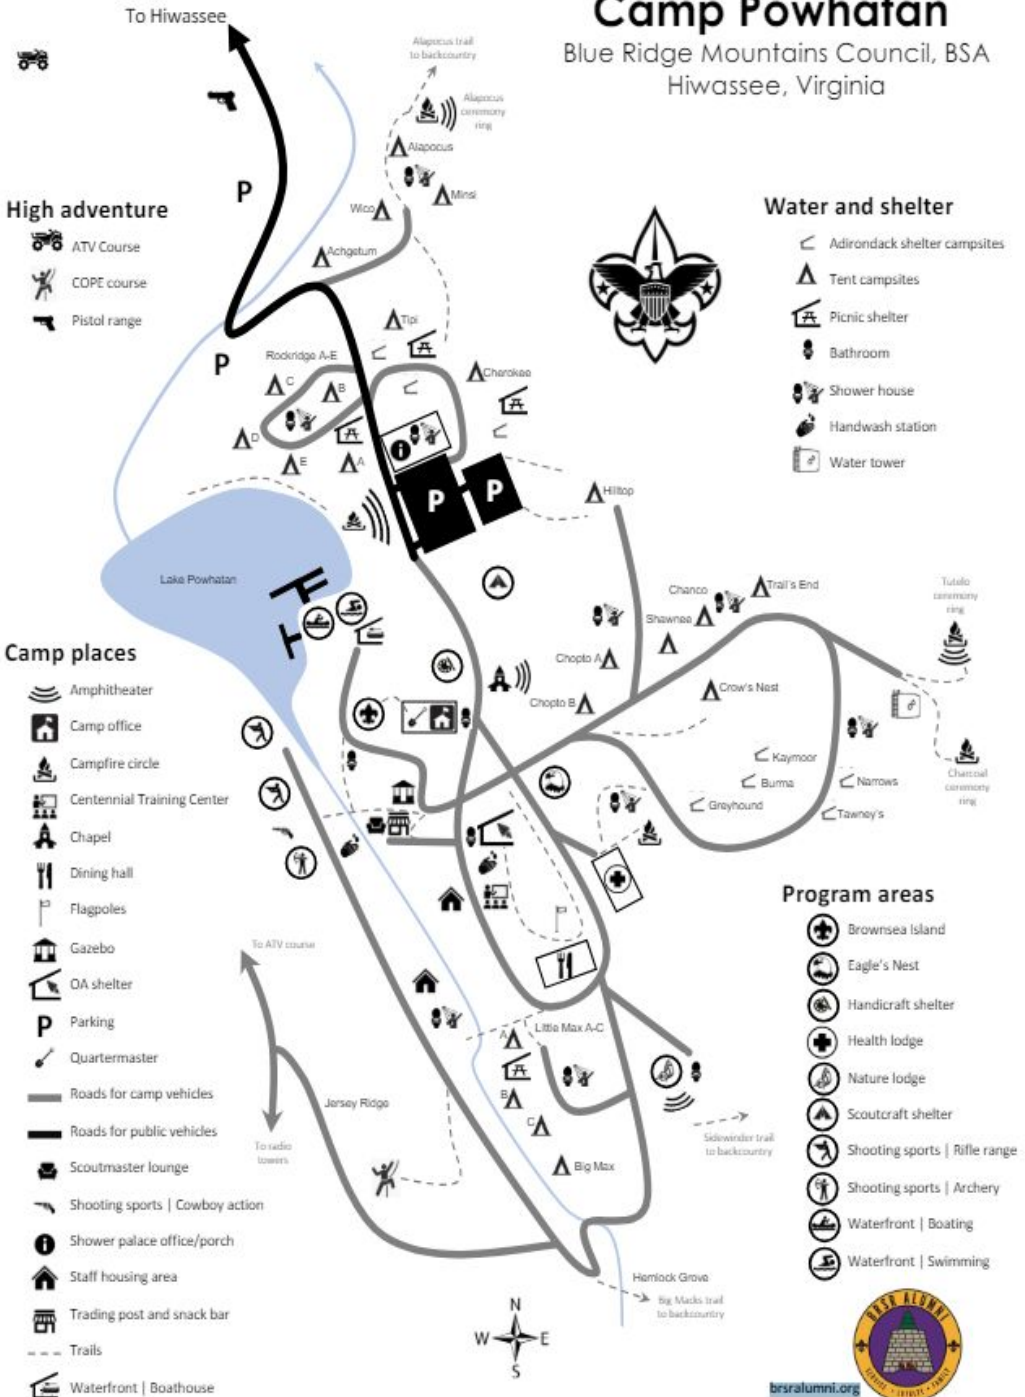 Camp Powhatan
Blue Ridge Mountains Council, BSA
Hiwassee, Virginia
To Hiwassee
Alapocus trail
to backcountry
Alapocus
ceremony
ring
Alapocus
Minsi
Wico
Achgetum
P
P
High adventure
ATV Course
COPE course
Pistol range
Water and shelter
Adirondack shelter campsites
Tent campsites
Picnic shelter
Bathroom
Shower house
Handwash station
Water tower
Tipi
Rockridge A-E
C
B
D
E
A
Cherokee
P
P
Hilltop
Lake Powhatan
Chanco
Trail's End
Shawnee
Chopto A
Chopto B
Crow's Nest
Tutelo
ceremony
ring
Kaymoor
Burma
Greyhound
Narrows
Tawney's
Charcoal
ceremony
ring
Camp places
Amphitheater
Camp office
Campfire circle
Centennial Training Center
Chapel
Dining hall
Flagpoles
Gazebo
OA shelter
P Parking
Quartermaster
Roads for camp vehicles
Roads for public vehicles
Scoutmaster lounge
Shooting sports | Cowboy action
Shower palace office/porch
Staff housing area
Trading post and snack bar
Trails
Waterfront | Boathouse
To ATV course
Jersey Ridge
To radio
towers
Little Max A-C
A
B
C
Big Max
Sidewinder trail
to backcountry
Hemlock Grove
Big Macks trail
to backcountry
N
W E
S
Program areas
Brownsea Island
Eagle's Nest
Handicraft shelter
Health lodge
Nature lodge
Scoutcraft shelter
Shooting sports | Rifle range
Shooting sports | Archery
Waterfront | Boating
Waterfront | Swimming
BRSR ALUMNI
SERVICE • LOYALTY • FAMILY
brsralumni.org